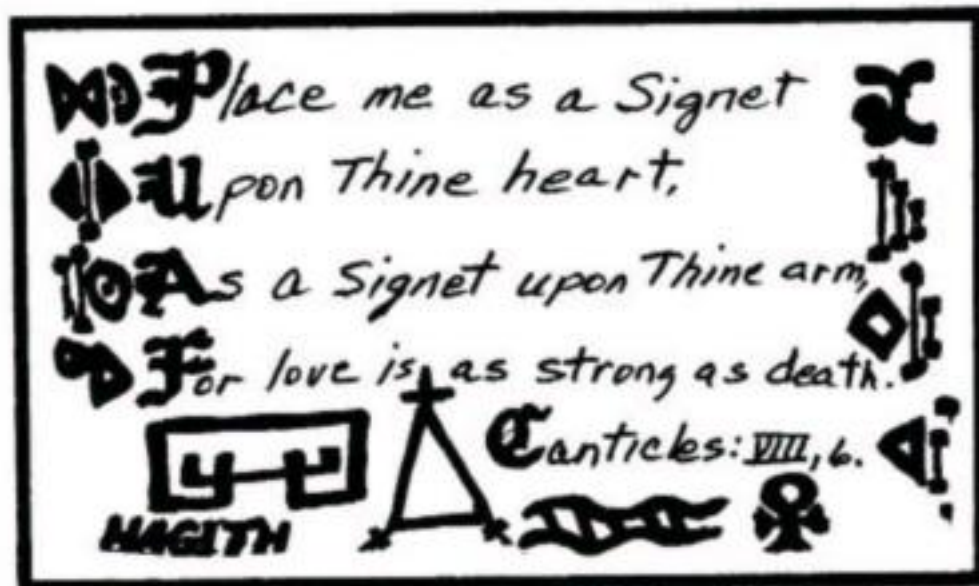 Place me as a Signet
Upon Thine heart,
As a Signet upon Thine arm,
For love is as strong as death.
Canticles: VIII, 6.
HAGITH